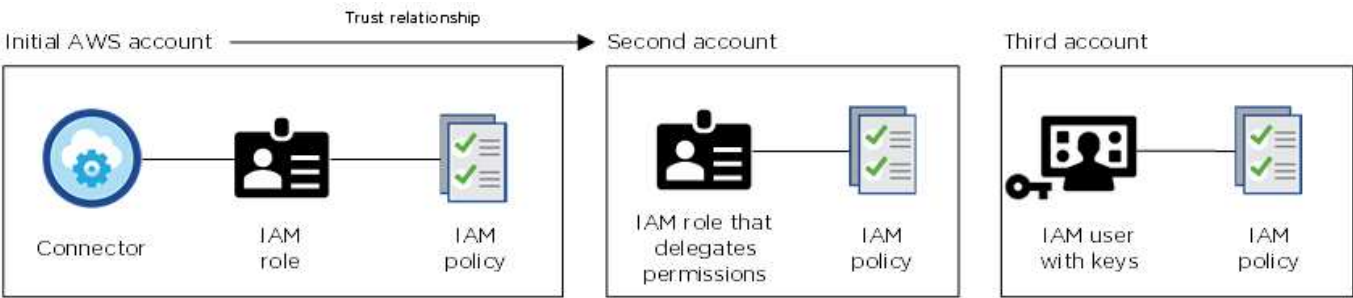 Trust relationship
Initial AWS account
Second account
Third account
Connector
IAM
role
IAM
policy
IAM role that
delegates
permissions
IAM
policy
IAM user
with keys
IAM
policy